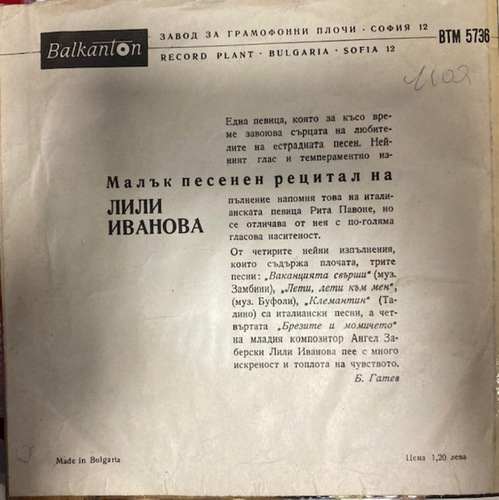 Balkanton
ЗАВОД ЗА ГРАМОФОННИ ПЛОЧИ · СОФИЯ 12
RECORD PLANT · BULGARIA · SOFIA 12
ВТМ 5736
1102
Една певица, която за късо вре-
ме завоюва сърцата на любите-
лите на естрадната песен. Ней-
ният глас и темпераментно из-
Малък песенен рецитал на
ЛИЛИ
ИВАНОВА
пълнение напомня това на итали-
анската певица Рита Павоне, но
се отличава от нея с по-голяма
гласова наситеност.
От четирите нейни изпълнения,
които съдържа плочата, трите
песни: „Ваканцията свърши" (муз.
Замбини), „Лети, лети към мен",
(муз. Буфоли), „Клемантин" (Та-
лино) са италиански песни, а чет-
въртата „Брезите и момичето"
на младия композитор Ангел За-
берски Лили Иванова пее с много
искреност и топлота на чувството.
Б. Гатев
Made in Bulgaria
Цена 1,20 лева